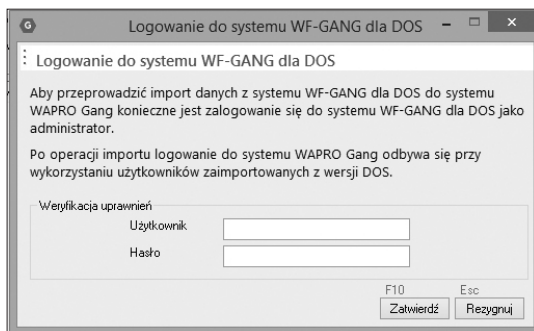 G Logowanie do systemu WF-GANG dla DOS
Logowanie do systemu WF-GANG dla DOS
Aby przeprowadzić import danych z systemu WF-GANG dla DOS do systemu
WAPRO Gang konieczne jest zalogowanie się do systemu WF-GANG dla DOS jako
administrator.
Po operacji importu logowanie do systemu WAPRO Gang odbywa się przy
wykorzystaniu użytkowników zaimportowanych z wersji DOS.
Weryfikacja uprawnień
Użytkownik
Hasło
F10 Esc
Zatwierdź Rezygnuj